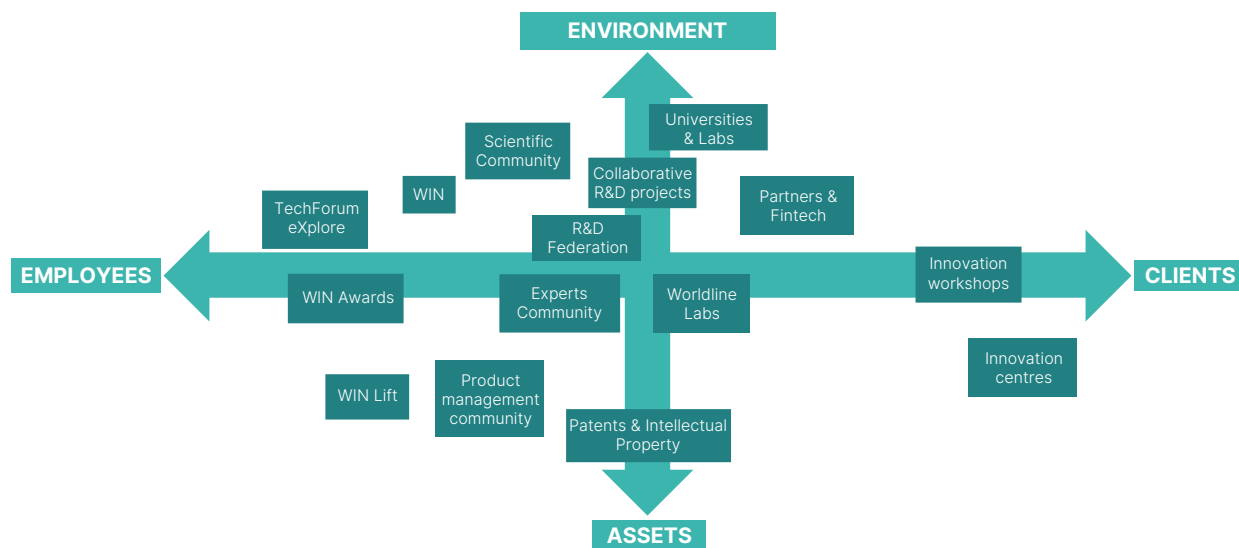 ENVIRONMENT
Universities
& Labs
Scientific
Community
Collaborative
R&D projects
WIN
Partners &
Fintech
TechForum
eXplore
R&D
Federation
EMPLOYEES
Innovation
workshops
CLIENTS
WIN Awards
Experts
Community
Worldline
Labs
Innovation
centres
WIN Lift
Product
management
community
Patents & Intellectual
Property
ASSETS